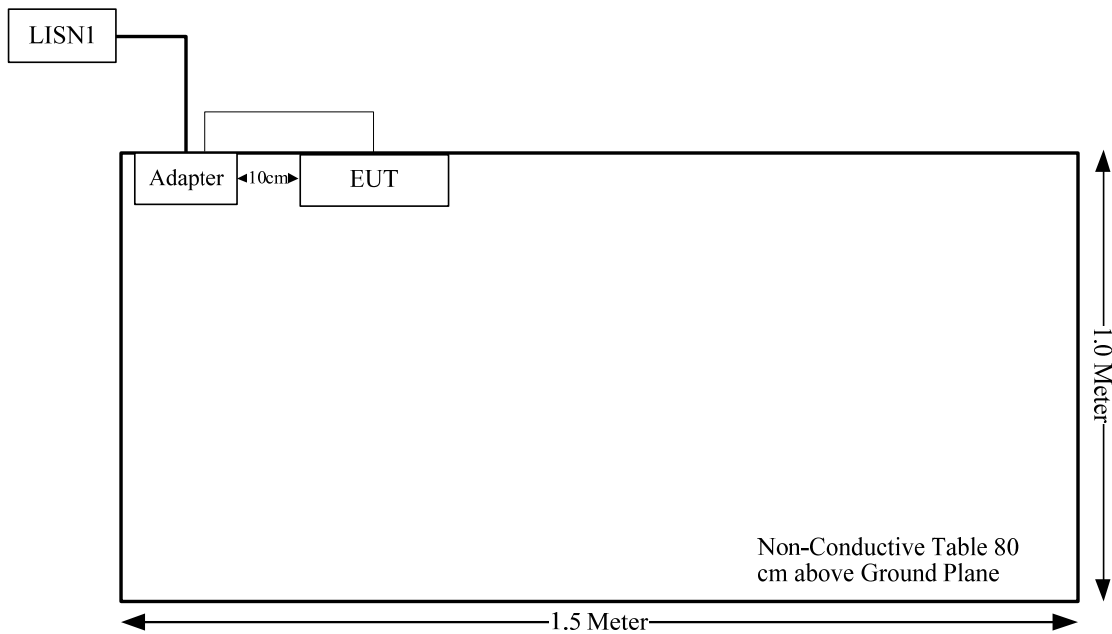 LISN1
Adapter
10cm
EUT
1.0 Meter
Non-Conductive Table 80
cm above Ground Plane
1.5 Meter